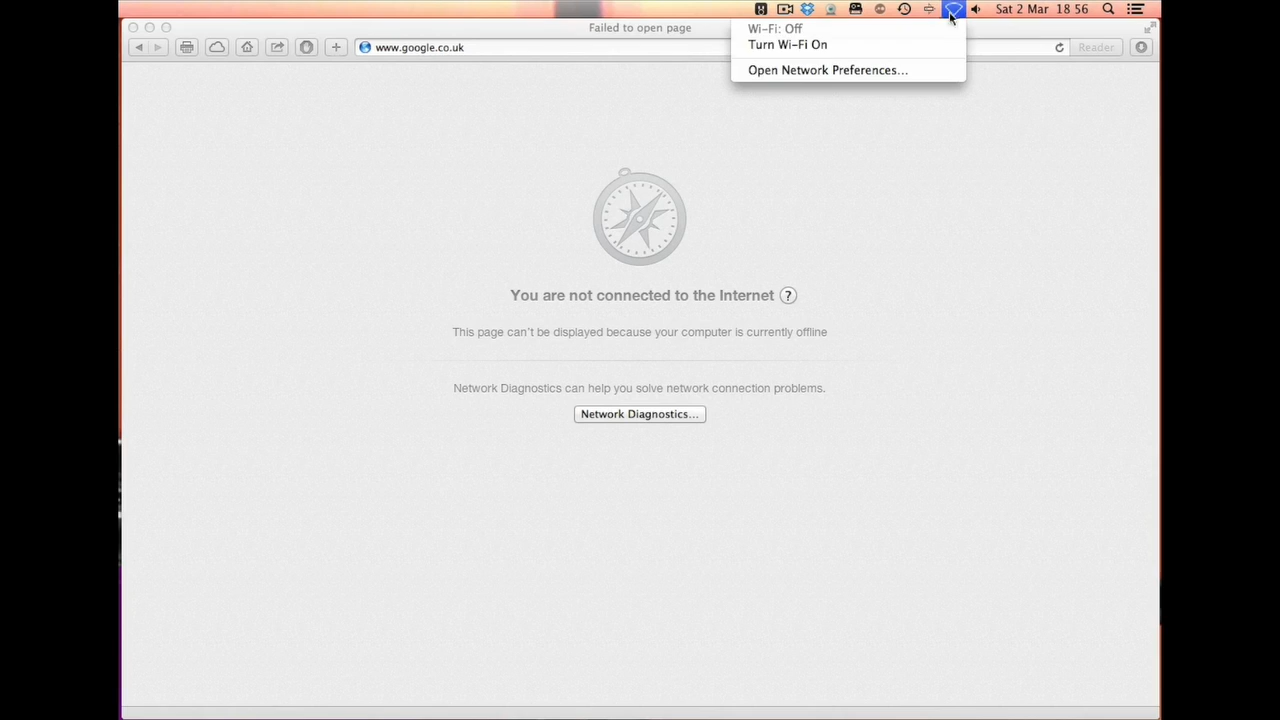 Sat 2 Mar 18 56
Failed to open page
Wi-Fi: Off
www.google.co.uk
Turn Wi-Fi On
Reader
Open Network Preferences...
You are not connected to the Internet ?
This page can't be displayed because your computer is currently offline
Network Diagnostics can help you solve network connection problems.
Network Diagnostics...